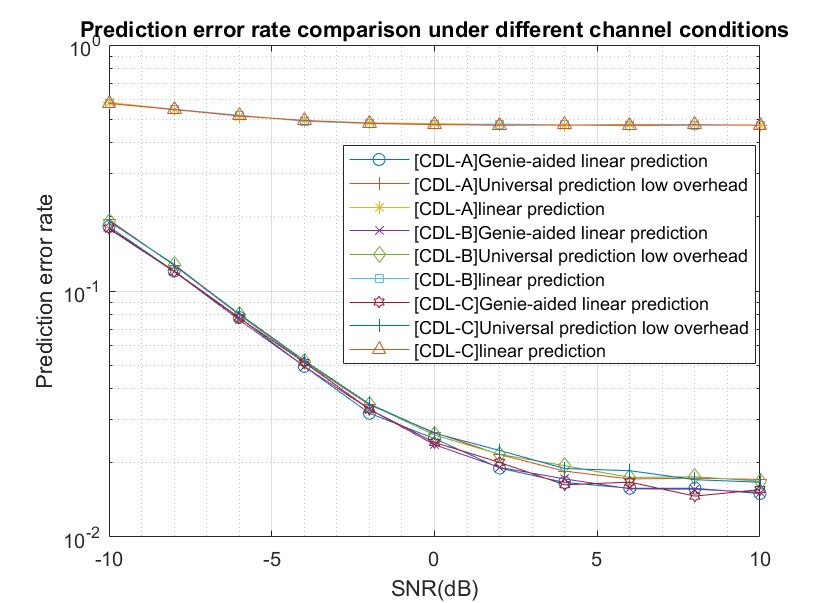 Prediction error rate comparison under different channel conditions
10^0
[CDL-A]Genie-aided linear prediction
[CDL-A]Universal prediction low overhead
[CDL-A]linear prediction
[CDL-B]Genie-aided linear prediction
[CDL-B]Universal prediction low overhead
[CDL-B]linear prediction
[CDL-C]Genie-aided linear prediction
[CDL-C]Universal prediction low overhead
[CDL-C]linear prediction
Prediction error rate
10^-1
10^-2
-10 -5 0 5 10
SNR(dB)